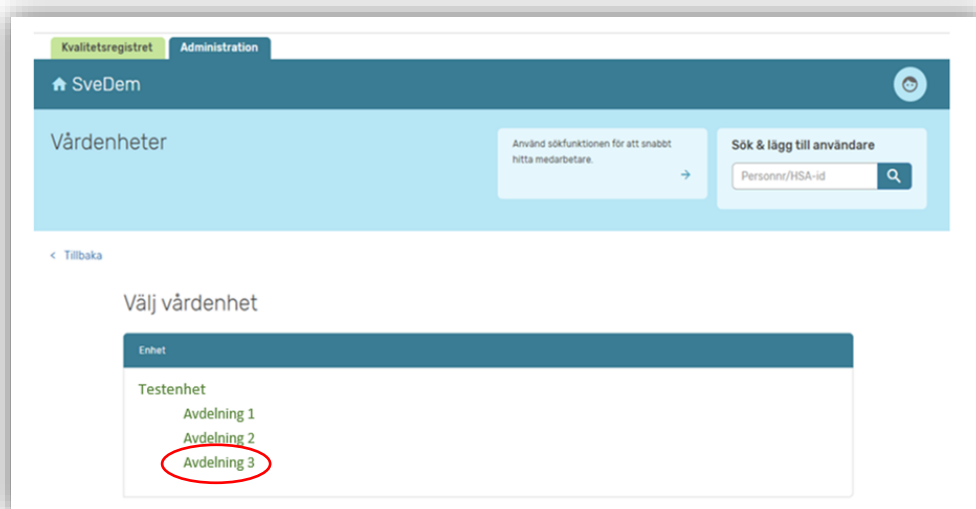 Kvalitetsregistret Administration
SveDem
Vårdenheter
Använd sökfunktionen för att snabbt
hitta medarbetare.
→
Sök & lägg till användare
Personnr/HSA-id
< Tillbaka
Välj vårdenhet
Enhet
Testenhet
Avdelning 1
Avdelning 2
Avdelning 3